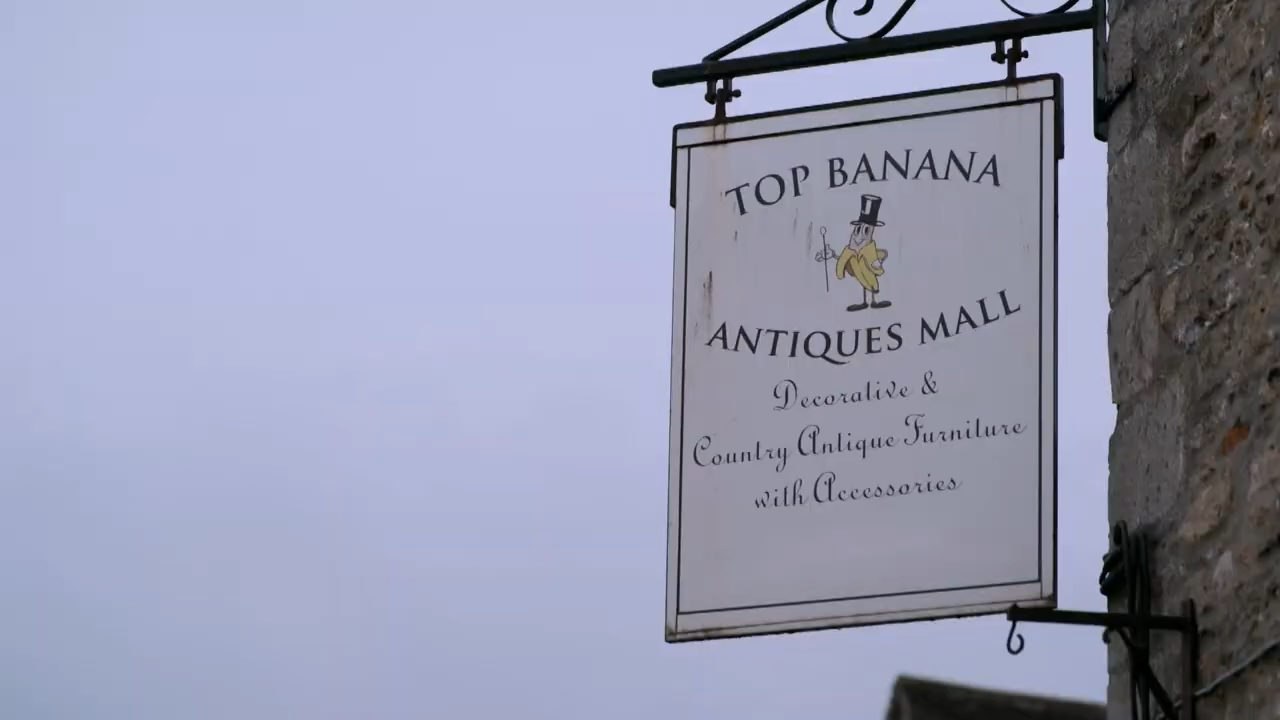 TOP BANANA
ANTIQUES MALL
Decorative &
Country Antique Furniture
with Accessories